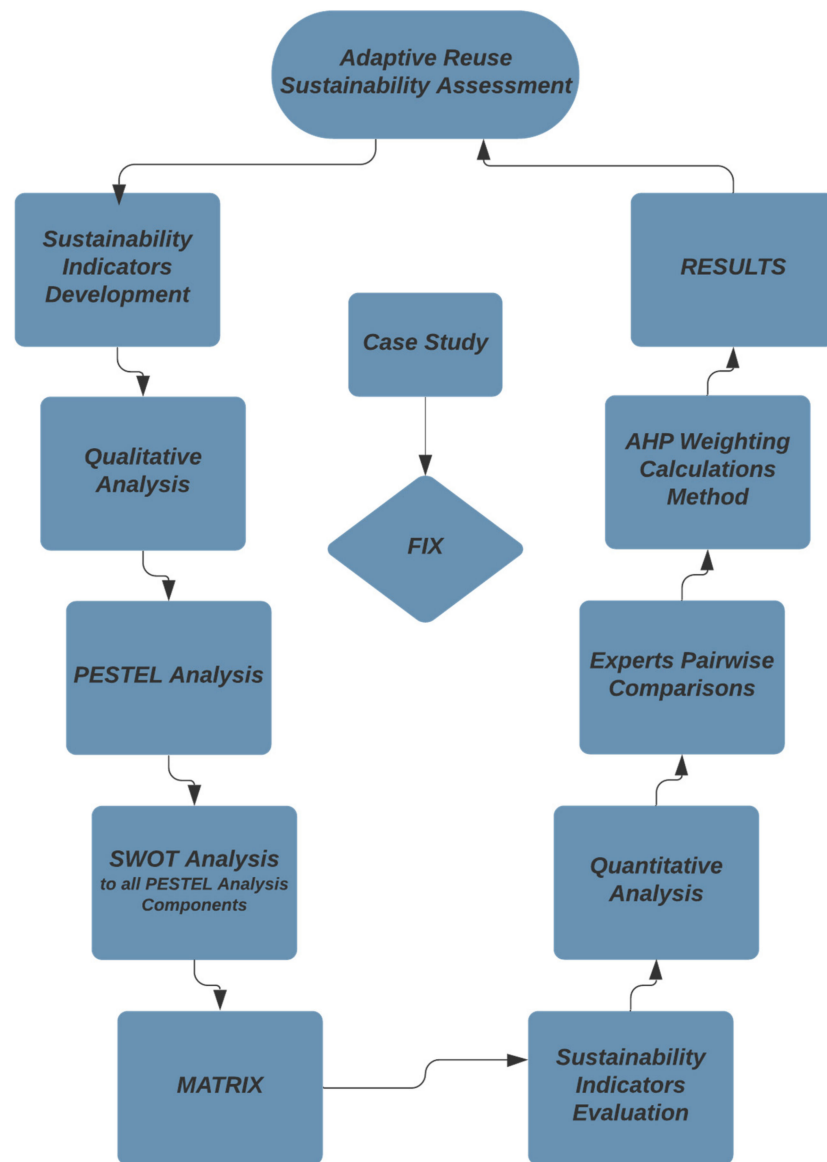 Adaptive Reuse
Sustainability Assessment
Sustainability
Indicators
Development
RESULTS
Case Study
Qualitative
Analysis
AHP Weighting
Calculations
Method
FIX
PESTEL Analysis
Experts Pairwise
Comparisons
SWOT Analysis
to all PESTEL Analysis
Components
Quantitative
Analysis
MATRIX
Sustainability
Indicators
Evaluation